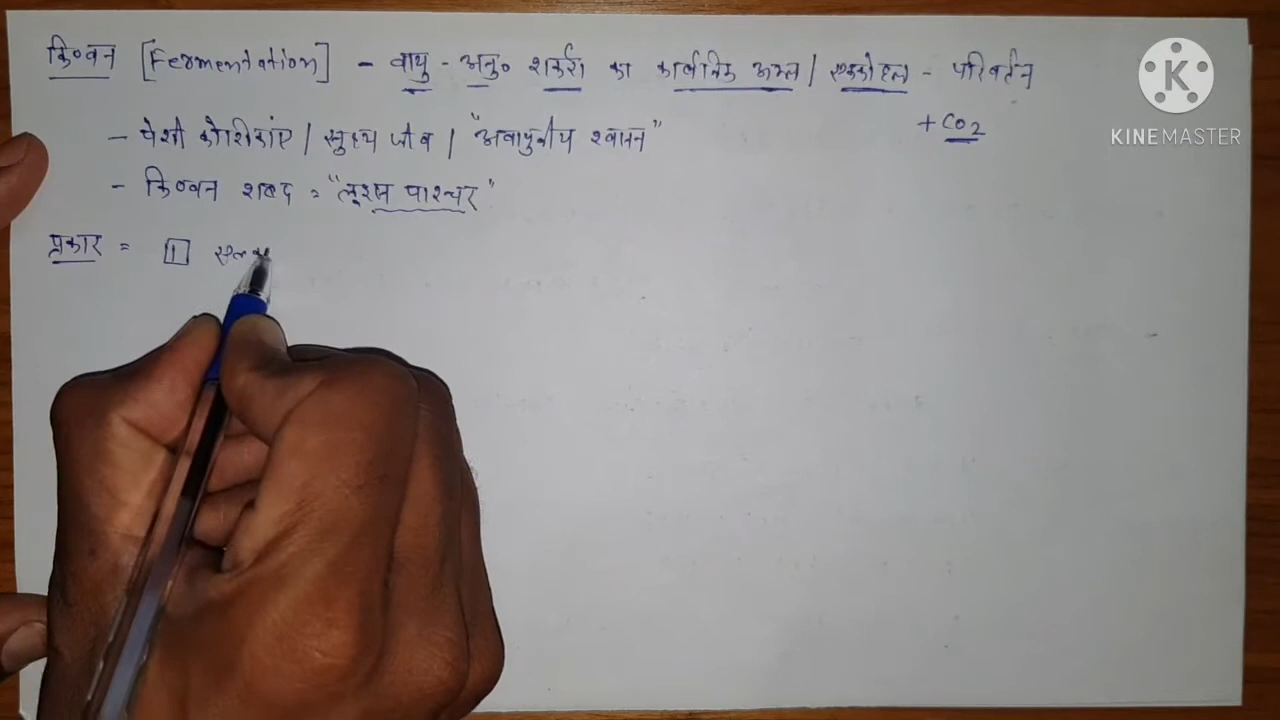 किण्वन [Fermentation] - वायु - अनु० शर्करा का कार्बनिक अम्ल / एल्कोहल - परिवर्तन
+ CO2
- पेशी कोशिकाएं / सुक्ष्म जीव / "अवायुवीय श्वसन"
- किण्वन शब्द = "लूइस पाश्चर"
प्रकार = 1
K
KINEMASTER